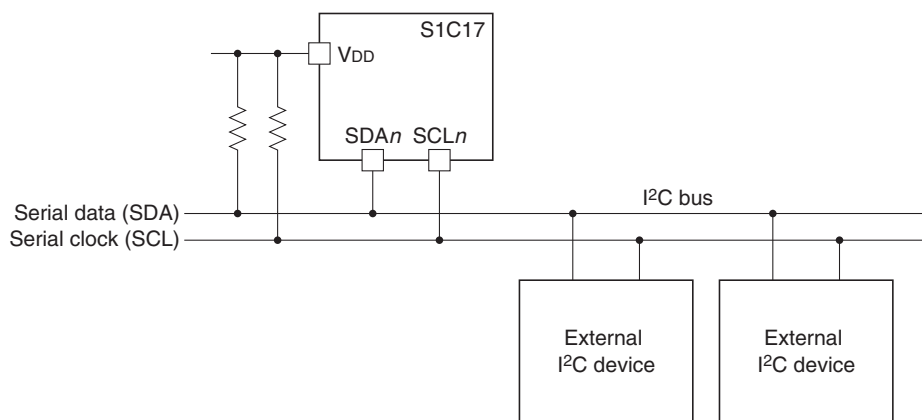 S1C17
VDD
SDAn SCLn
I²C bus
Serial data (SDA)
Serial clock (SCL)
External
I²C device
External
I²C device